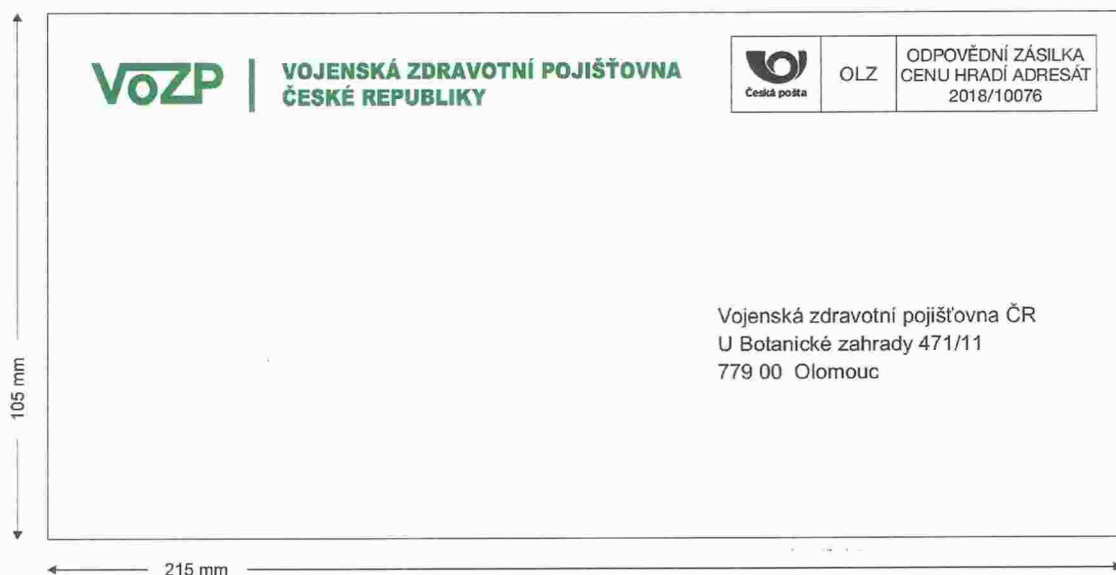 VoZP
VOJENSKÁ ZDRAVOTNÍ POJIŠŤOVNA
ČESKÉ REPUBLIKY
Česká pošta
OLZ
ODPOVĚDNÍ ZÁSILKA
CENU HRADÍ ADRESÁT
2018/10076
Vojenská zdravotní pojišťovna ČR
U Botanické zahrady 471/11
779 00 Olomouc
105 mm
215 mm